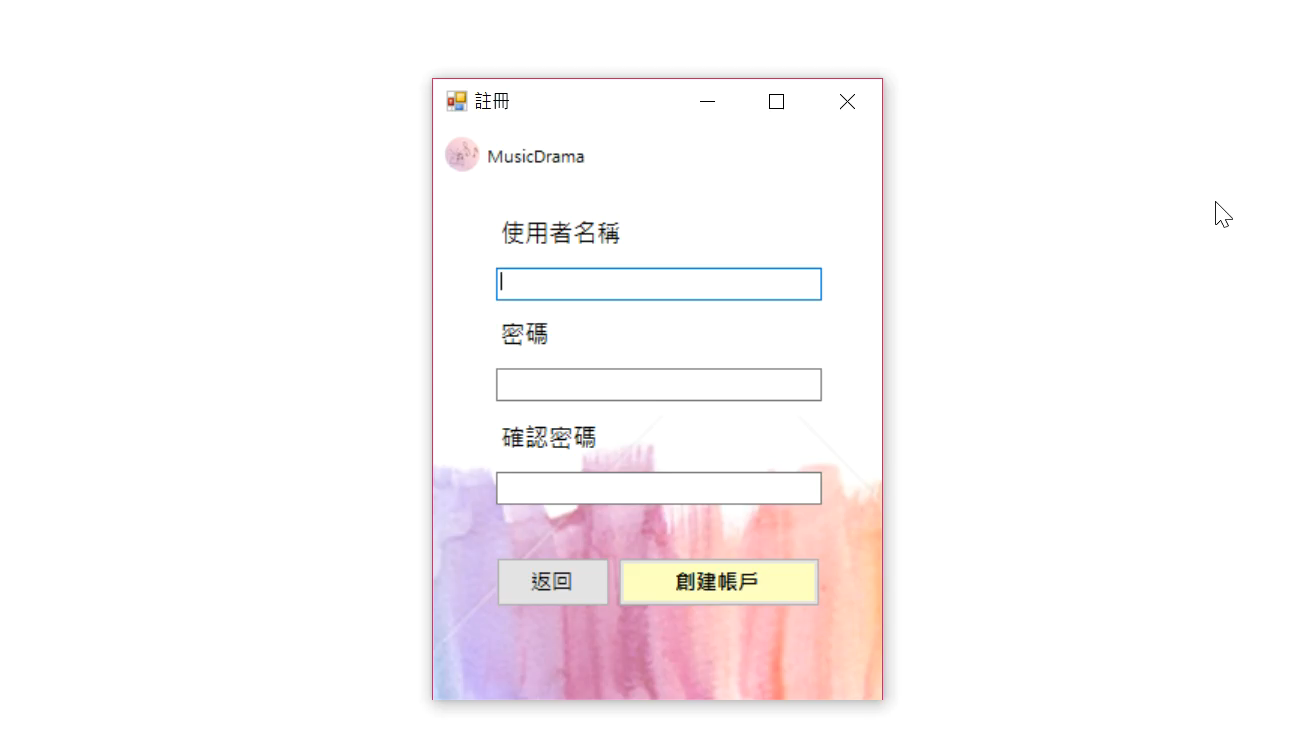 註冊
MusicDrama
使用者名稱
密碼
確認密碼
返回
創建帳戶